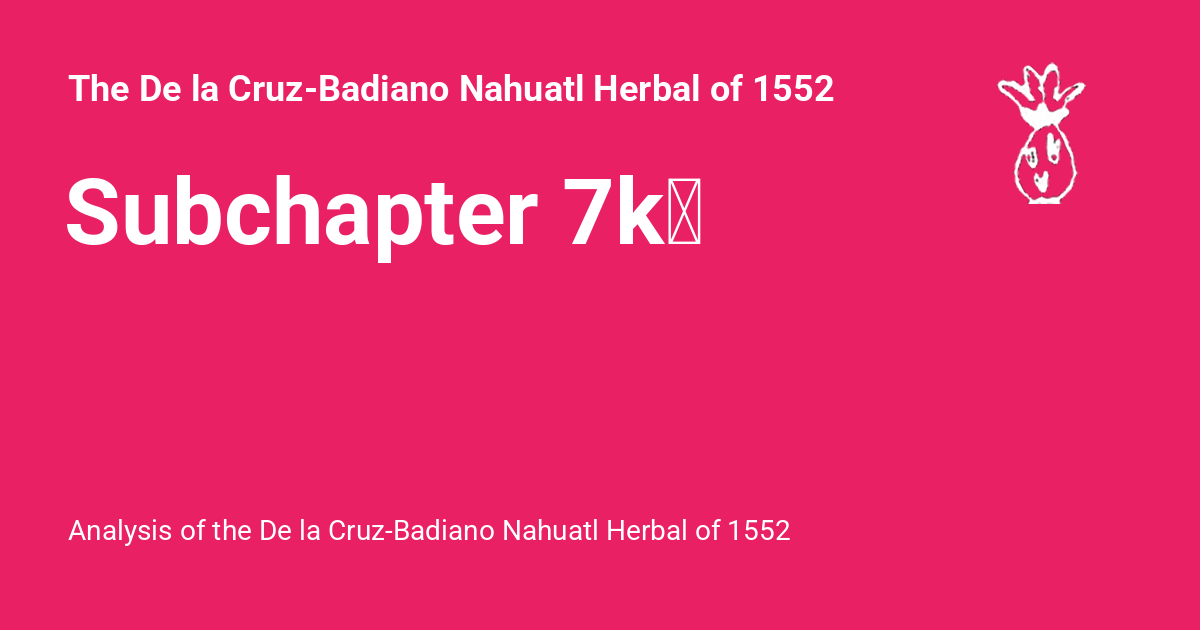 The De la Cruz-Badiano Nahuatl Herbal of 1552
Subchapter 7k
Analysis of the De la Cruz-Badiano Nahuatl Herbal of 1552